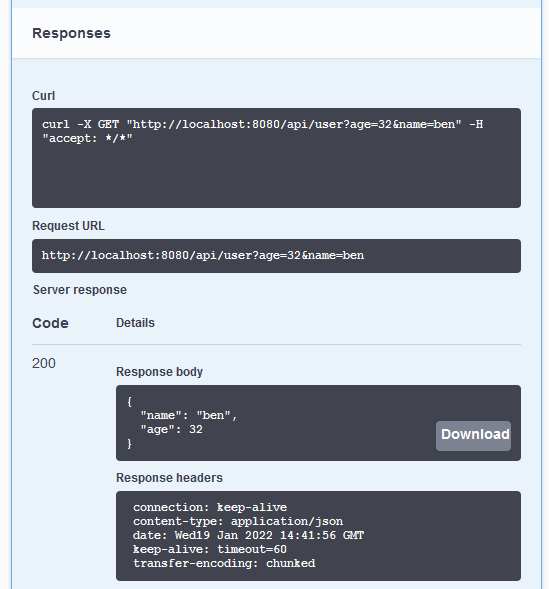 Responses
Curl
curl -X GET "http://localhost:8080/api/user?age=32&name=ben" -H
"accept: */*"
Request URL
http://localhost:8080/api/user?age=32&name=ben
Server response
Code Details
200
Response body
{
"name": "ben",
"age": 32
}
Download
Response headers
connection: keep-alive
content-type: application/json
date: Wed19 Jan 2022 14:41:56 GMT
keep-alive: timeout=60
transfer-encoding: chunked